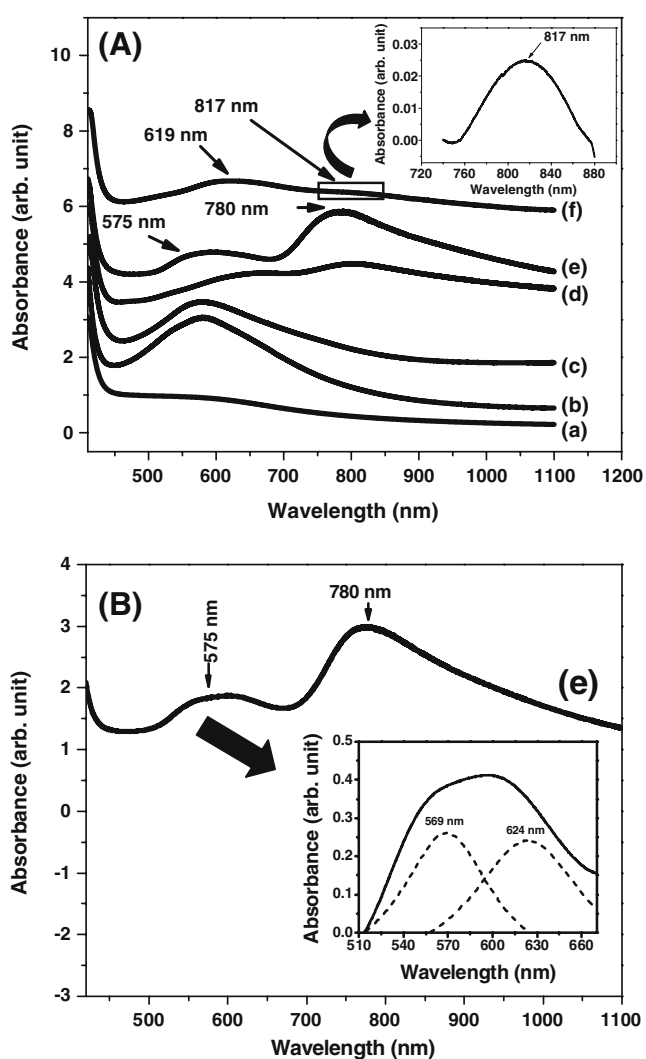 (A)
817 nm
619 nm
817 nm
780 nm
575 nm
(f)
(e)
(d)
(c)
(b)
(a)
Absorbance (arb. unit)
10
8
6
4
2
0
500 600 700 800 900 1000 1100 1200
Wavelength (nm)
Absorbance (arb. unit)
0.03
0.02
0.01
0.00
720 760 800 840 880
Wavelength (nm)
(B)
780 nm
575 nm
(e)
Absorbance (arb. unit)
4
3
2
1
0
-1
-2
-3
500 600 700 800 900 1000 1100
Wavelength (nm)
Absorbance (arb. unit)
0.5
0.4
0.3
0.2
0.1
0.0
569 nm
624 nm
510 540 570 600 630 660
Wavelength (nm)